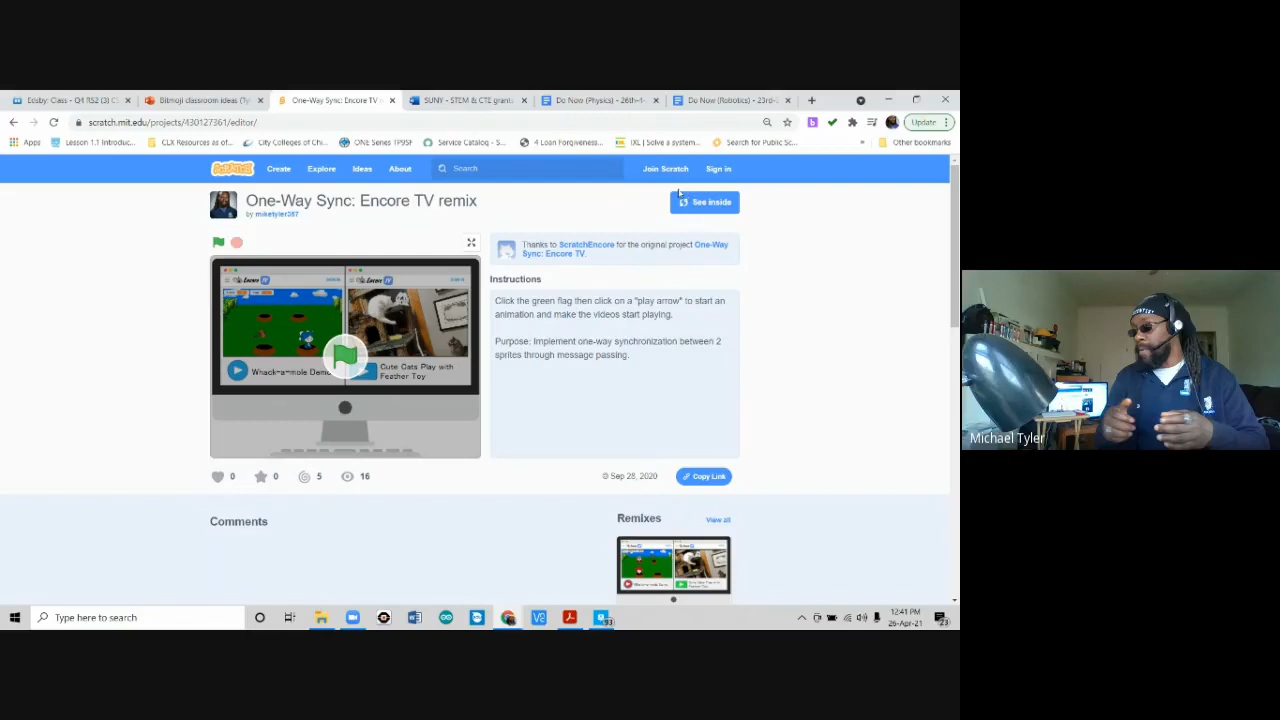 Edsby: Class - Q4 RS2 (3) C
Bitmoji classroom ideas (Ty
One-Way Sync: Encore TV r
SUNY - STEM & CTE grant
Do Now (Physics) - 26th-
Do Now (Robotics) - 23rd-
scratch.mit.edu/projects/430127361/editor/
Update
Apps
Lesson 1.1 Introduc...
CLX Resources as of...
City Colleges of Chi...
ONE Series TP9SF
Service Catalog - S...
4 Loan Forgiveness...
IXL | Solve a system...
Search for Public Sc...
»
Other bookmarks
SCRATCH
Create
Explore
Ideas
About
Search
Join Scratch
Sign in
One-Way Sync: Encore TV remix
by miketyler357
See inside
Thanks to ScratchEncore for the original project One-Way
Sync: Encore TV.
Instructions
Click the green flag then click on a "play arrow" to start an
animation and make the videos start playing.
Purpose: Implement one-way synchronization between 2
sprites through message passing.
Encore TV
Encore TV
Whack-a-mole Demo
Cute Cats Play with
Feather Toy
0
0
5
16
© Sep 28, 2020
Copy Link
Comments
Remixes
View all
Michael Tyler
Type here to search
12:41 PM
26-Apr-21